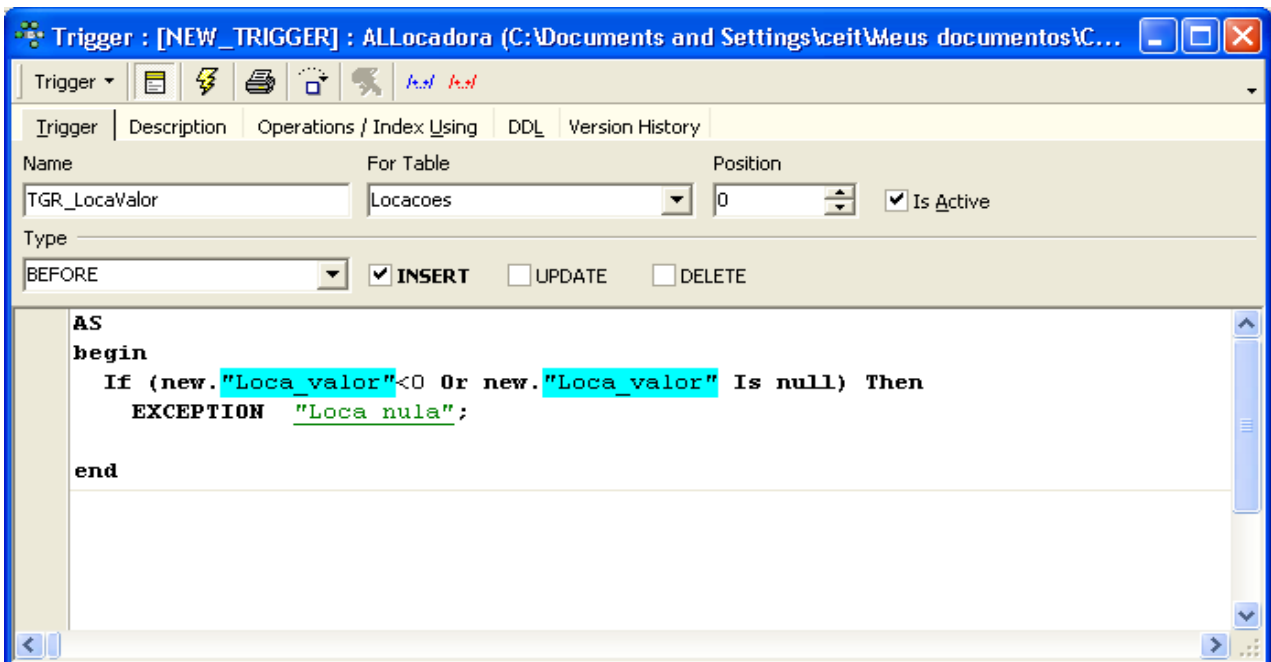 Trigger : [NEW_TRIGGER] : ALLocadora (C:\Documents and Settings\ceit\Meus documentos\C...
Trigger
Trigger Description Operations / Index Using DDL Version History
Name For Table Position
TGR_LocaValor Locacoes 0 Is Active
Type
BEFORE INSERT UPDATE DELETE
AS
begin
If (new."Loca_valor"<0 Or new."Loca_valor" Is null) Then
EXCEPTION "Loca_nula";
end